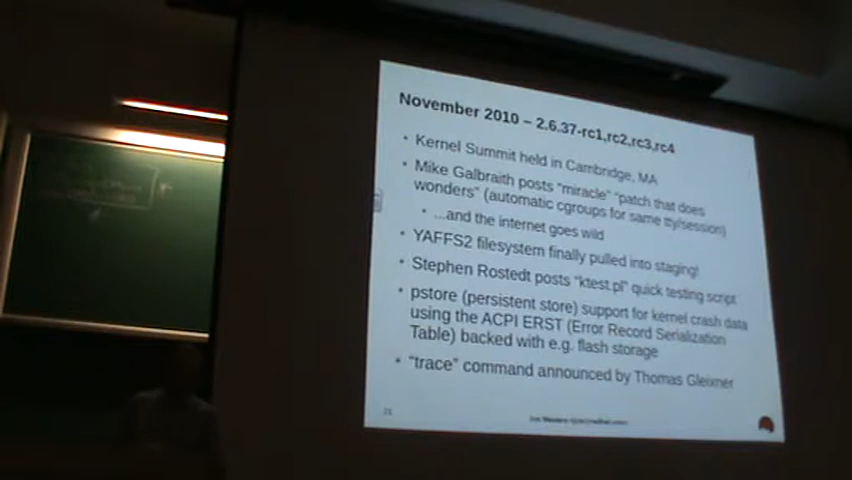 November 2010 – 2.6.37-rc1,rc2,rc3,rc4
• Kernel Summit held in Cambridge, MA
• Mike Galbraith posts "miracle" "patch that does
wonders" (automatic cgroups for same tty/session)
• ...and the internet goes wild
• YAFFS2 filesystem finally pulled into staging!
• Stephen Rostedt posts "ktest.pl" quick testing script
• pstore (persistent store) support for kernel crash data
using the ACPI ERST (Error Record Serialization
Table) backed with e.g. flash storage
• "trace" command announced by Thomas Gleixner